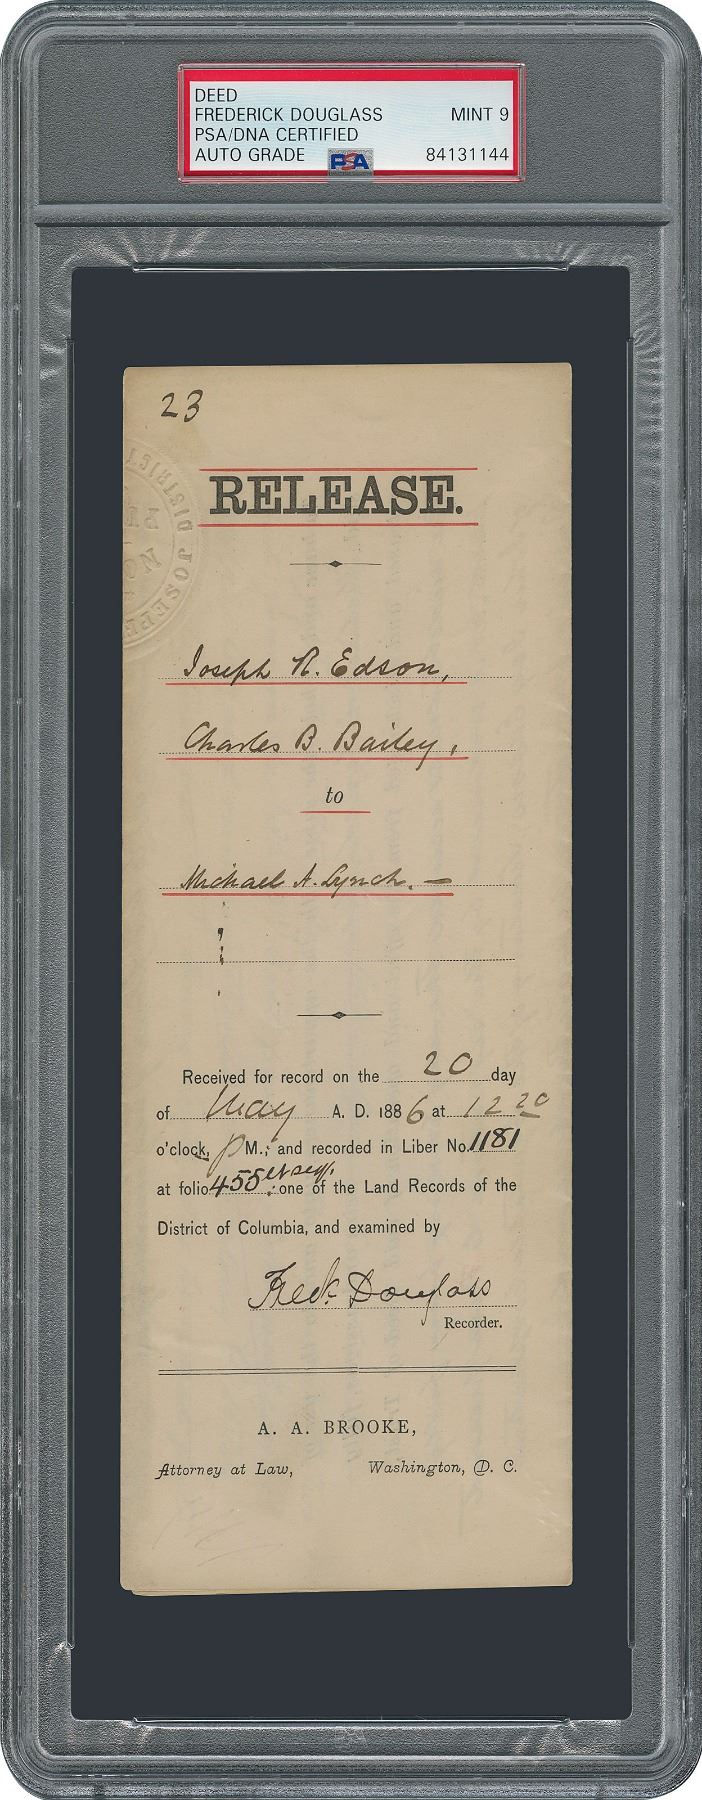 DEED
FREDERICK DOUGLASS MINT 9
PSA/DNA CERTIFIED
AUTO GRADE PSA 84131144
23
RELEASE.
Joseph R. Edson,
Charles B. Bailey,
to
Michael A. Lynch. —
Received for record on the 20 day
of May A. D. 1886 at 12 20
o'clock, P M., and recorded in Liber No. 1181
at folio 455 et seq., one of the Land Records of the
District of Columbia, and examined by
Fredk Douglass
Recorder.
A. A. BROOKE,
Attorney at Law, Washington, D. C.
PSA